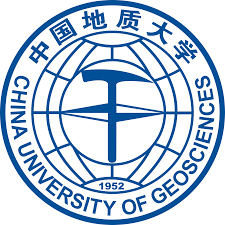 中国地质大学
CHINA UNIVERSITY OF GEOSCIENCES
1952